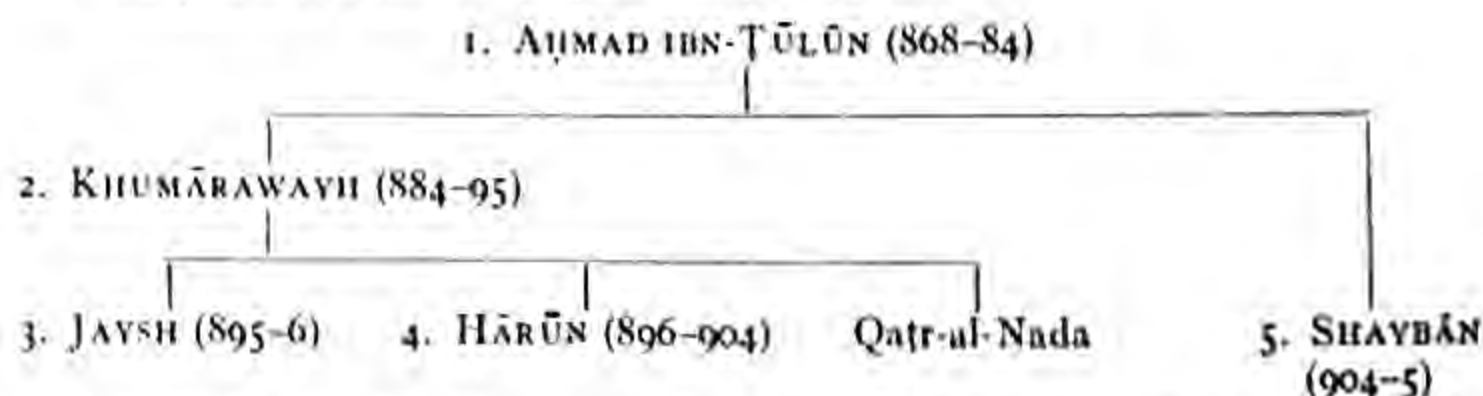 1. AḤMAD IBN-ṬŪLŪN (868–84)
2. KHUMĀRAWAYH (884–95)
3. JAYSH (895–6) 4. HĀRŪN (896–904) Qaṭr-ul-Nada 5. SHAYBĀN
(904–5)